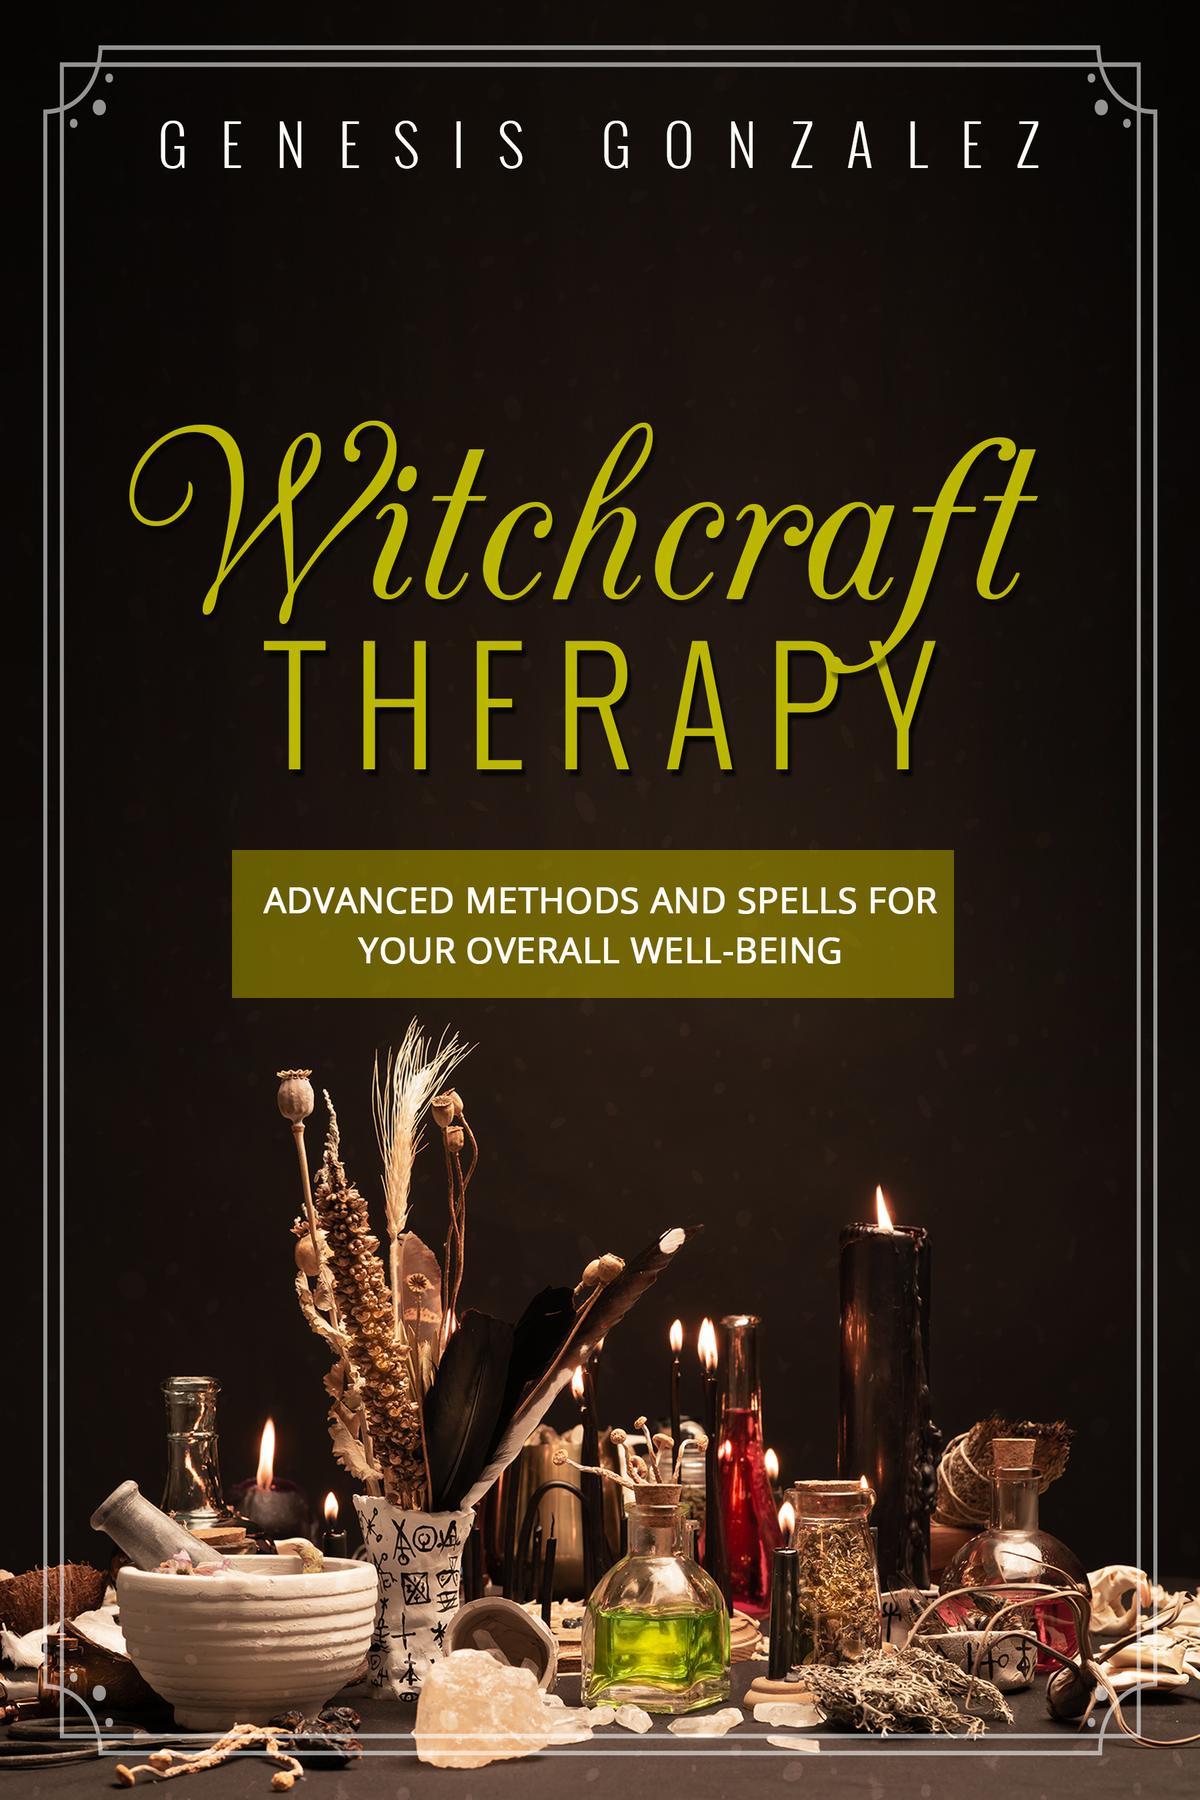 GENESIS GONZALEZ
Witchcraft
THERAPY
ADVANCED METHODS AND SPELLS FOR
YOUR OVERALL WELL-BEING